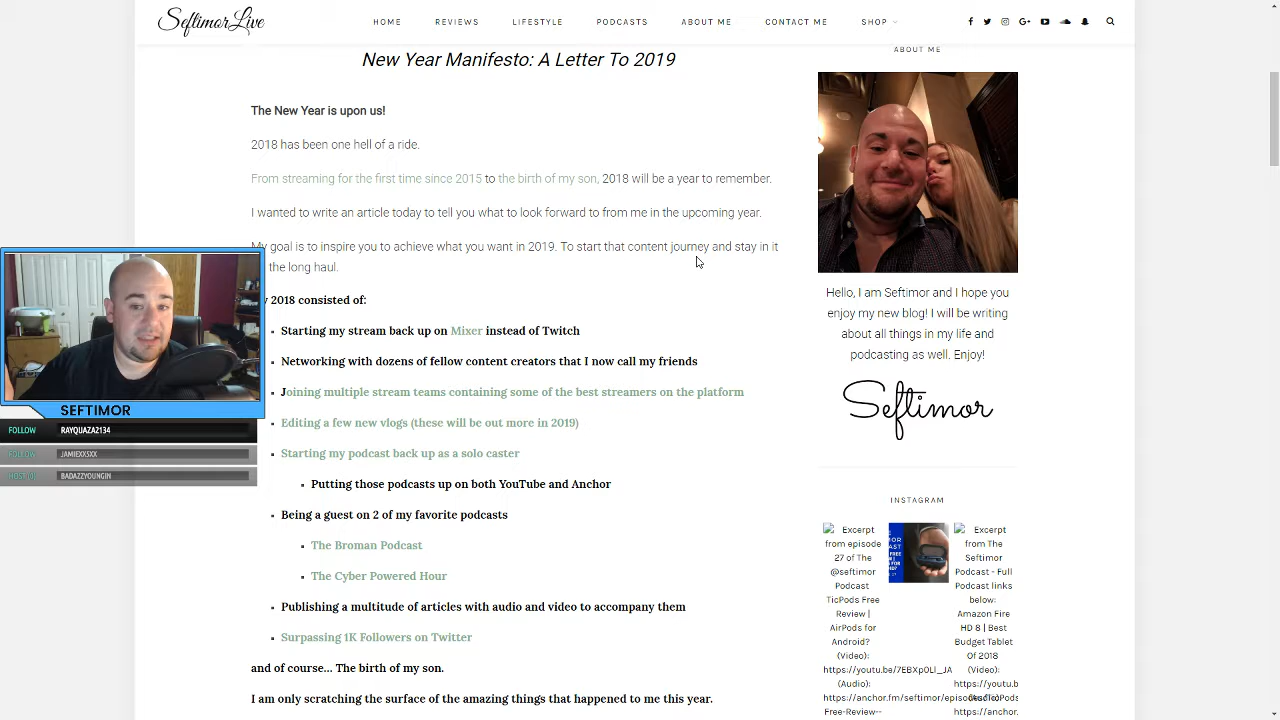 SeftimorLive
HOME REVIEWS LIFESTYLE PODCASTS ABOUT ME CONTACT ME SHOP
New Year Manifesto: A Letter To 2019
The New Year is upon us!
2018 has been one hell of a ride.
From streaming for the first time since 2015 to the birth of my son, 2018 will be a year to remember.
I wanted to write an article today to tell you what to look forward to from me in the upcoming year.
My goal is to inspire you to achieve what you want in 2019. To start that content journey and stay in it
the long haul.
y 2018 consisted of:
Starting my stream back up on Mixer instead of Twitch
Networking with dozens of fellow content creators that I now call my friends
Joining multiple stream teams containing some of the best streamers on the platform
Editing a few new vlogs (these will be out more in 2019)
Starting my podcast back up as a solo caster
Putting those podcasts up on both YouTube and Anchor
Being a guest on 2 of my favorite podcasts
The Broman Podcast
The Cyber Powered Hour
Publishing a multitude of articles with audio and video to accompany them
Surpassing 1K Followers on Twitter
and of course... The birth of my son.
I am only scratching the surface of the amazing things that happened to me this year.
SEFTIMOR
FOLLOW RAYQUAZA2134
FOLLOW JAMIEXXSXX
BADAZZYOUNGIN
ABOUT ME
Hello, I am Seftimor and I hope you
enjoy my new blog! I will be writing
about all things in my life and
podcasting as well. Enjoy!
Seftimor
INSTAGRAM
Excerpt
from episode
27 of The
@seftimor
Podcast
TicPods Free
Review |
AirPods for
Android?
(Video):
https://youtu.be/7EBXp0Ll_JA
(Audio):
Free-Review--
Excerpt
from The
Seftimor
Podcast - Full
Podcast links
below:
Amazon Fire
HD 8 | Best
Budget Tablet
Of 2018
(Video):
https://youtu.b
https://anchor.